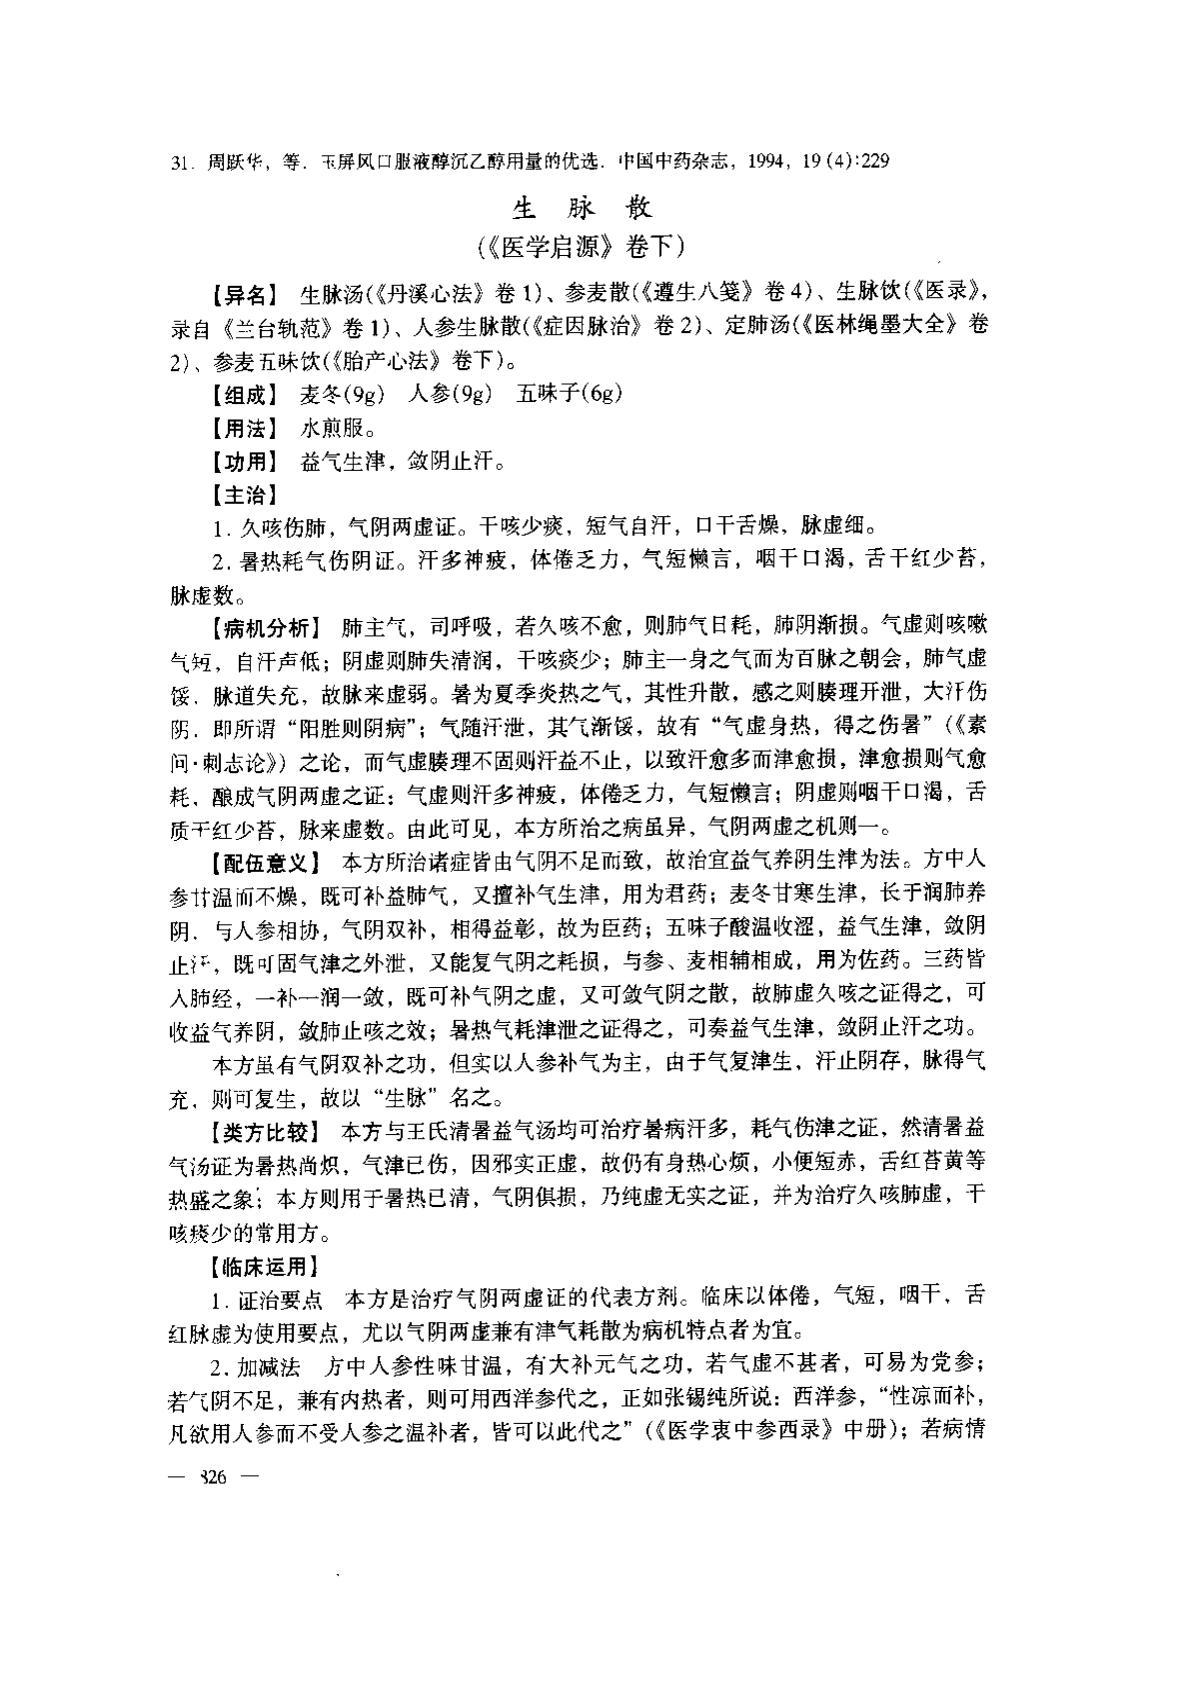 31. 周跃华，等. 玉屏风口服液醇沉乙醇用量的优选. 中国中药杂志，1994，19(4):229
生 脉 散
(《医学启源》卷下)
【异名】 生脉汤(《丹溪心法》卷1)、参麦散(《遵生八笺》卷4)、生脉饮(《医录》，
录自《兰台轨范》卷1)、人参生脉散(《症因脉治》卷2)、定肺汤(《医林绳墨大全》卷
2)、参麦五味饮(《胎产心法》卷下)。
【组成】 麦冬(9g) 人参(9g) 五味子(6g)
【用法】 水煎服。
【功用】 益气生津，敛阴止汗。
【主治】
1. 久咳伤肺，气阴两虚证。干咳少痰，短气自汗，口干舌燥，脉虚细。
2. 暑热耗气伤阴证。汗多神疲，体倦乏力，气短懒言，咽干口渴，舌干红少苔，
脉虚数。
【病机分析】 肺主气，司呼吸，若久咳不愈，则肺气日耗，肺阴渐损。气虚则咳嗽
气短，自汗声低；阴虚则肺失清润，干咳痰少；肺主一身之气而为百脉之朝会，肺气虚
馁，脉道失充，故脉来虚弱。暑为夏季炎热之气，其性升散，感之则腠理开泄，大汗伤
阴，即所谓“阳胜则阴病”；气随汗泄，其气渐馁，故有“气虚身热，得之伤暑”(《素
问·刺志论》）之论，而气虚腠理不固则汗益不止，以致汗愈多而津愈损，津愈损则气愈
耗，酿成气阴两虚之证：气虚则汗多神疲，体倦乏力，气短懒言；阴虚则咽干口渴，舌
质干红少苔，脉来虚数。由此可见，本方所治之病虽异，气阴两虚之机则一。
【配伍意义】 本方所治诸症皆由气阴不足而致，故治宜益气养阴生津为法。方中人
参甘温而不燥，既可补益肺气，又擅补气生津，用为君药；麦冬甘寒生津，长于润肺养
阴，与人参相协，气阴双补，相得益彰，故为臣药；五味子酸温收涩，益气生津，敛阴
止汗，既可固气津之外泄，又能复气阴之耗损，与参、麦相辅相成，用为佐药。三药皆
入肺经，一补一润一敛，既可补气阴之虚，又可敛气阴之散，故肺虚久咳之证得之，可
收益气养阴，敛肺止咳之效；暑热气耗津泄之证得之，可奏益气生津，敛阴止汗之功。
本方虽有气阴双补之功，但实以人参补气为主，由于气复津生，汗止阴存，脉得气
充，则可复生，故以“生脉”名之。
【类方比较】 本方与王氏清暑益气汤均可治疗暑病汗多，耗气伤津之证，然清暑益
气汤证为暑热尚炽，气津已伤，因邪实正虚，故仍有身热心烦，小便短赤，舌红苔黄等
热盛之象；本方则用于暑热已清，气阴俱损，乃纯虚无实之证，并为治疗久咳肺虚，干
咳痰少的常用方。
【临床运用】
1. 证治要点 本方是治疗气阴两虚证的代表方剂。临床以体倦，气短，咽干，舌
红脉虚为使用要点，尤以气阴两虚兼有津气耗散为病机特点者为宜。
2. 加减法 方中人参性味甘温，有大补元气之功，若气虚不甚者，可易为党参；
若气阴不足，兼有内热者，则可用西洋参代之，正如张锡纯所说：西洋参，“性凉而补，
凡欲用人参而不受人参之温补者，皆可以此代之”(《医学衷中参西录》中册)；若病情
— 826 —